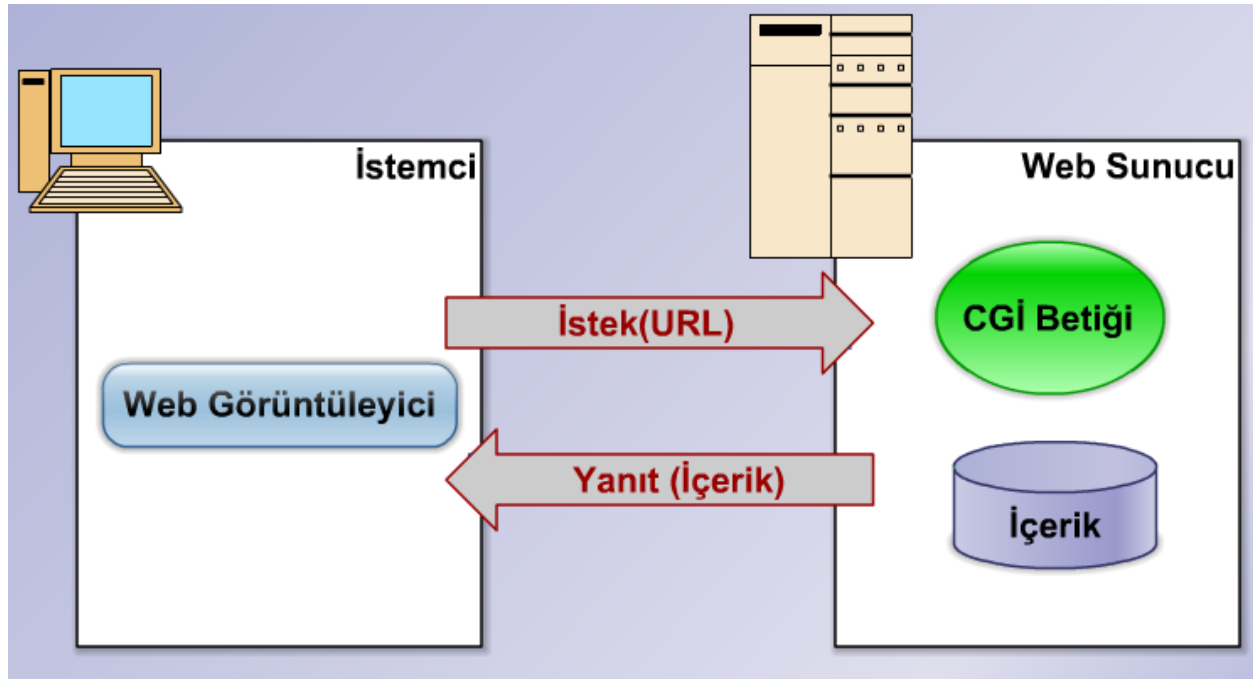 İstemci
Web Sunucu
İstek(URL)
CGİ Betiği
Web Görüntüleyici
Yanıt (İçerik)
İçerik